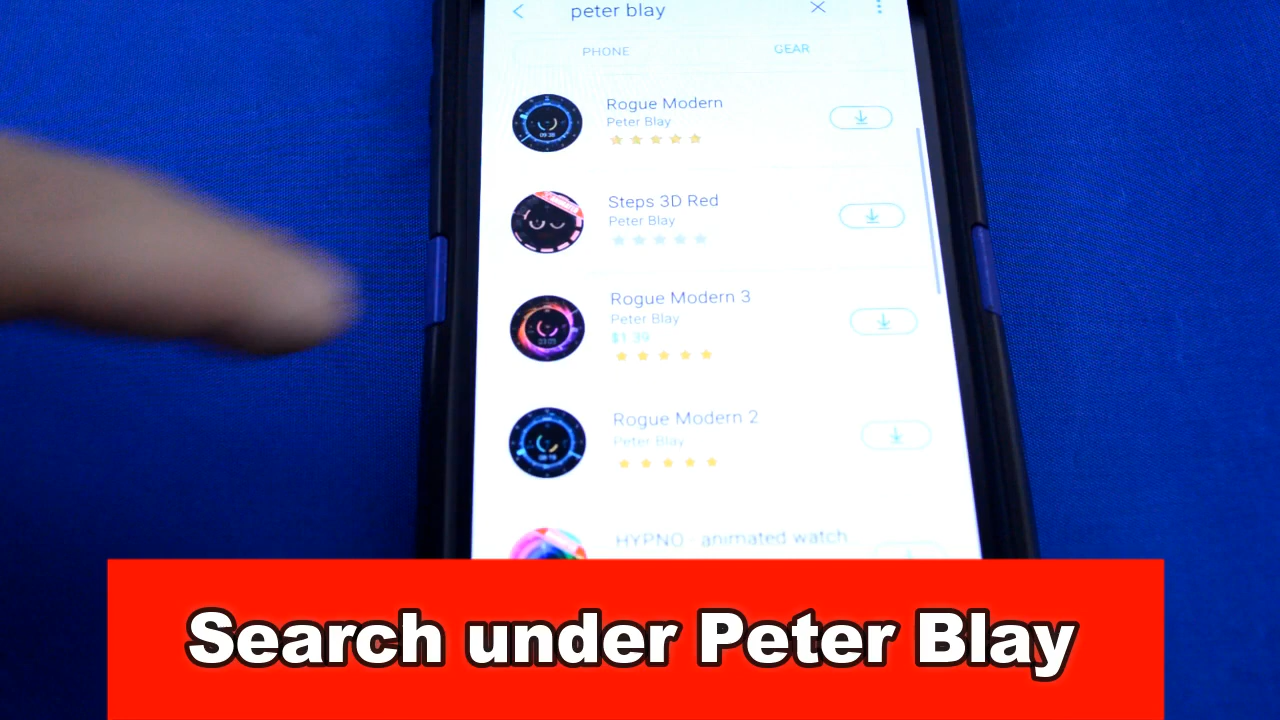 peter blay
PHONE
GEAR
Rogue Modern
Peter Blay
Steps 3D Red
Peter Blay
Rogue Modern 3
Peter Blay
$1.39
Rogue Modern 2
Peter Blay
HYPNO - animated watch
Search under Peter Blay